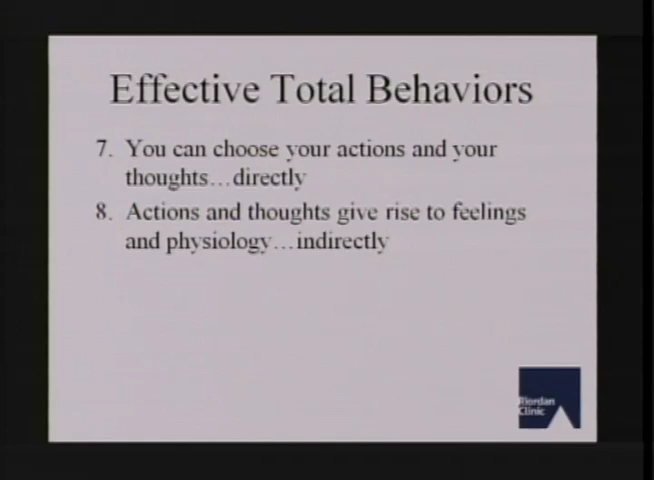 Effective Total Behaviors
7. You can choose your actions and your
thoughts…directly
8. Actions and thoughts give rise to feelings
and physiology…indirectly
Riordan
Clinic